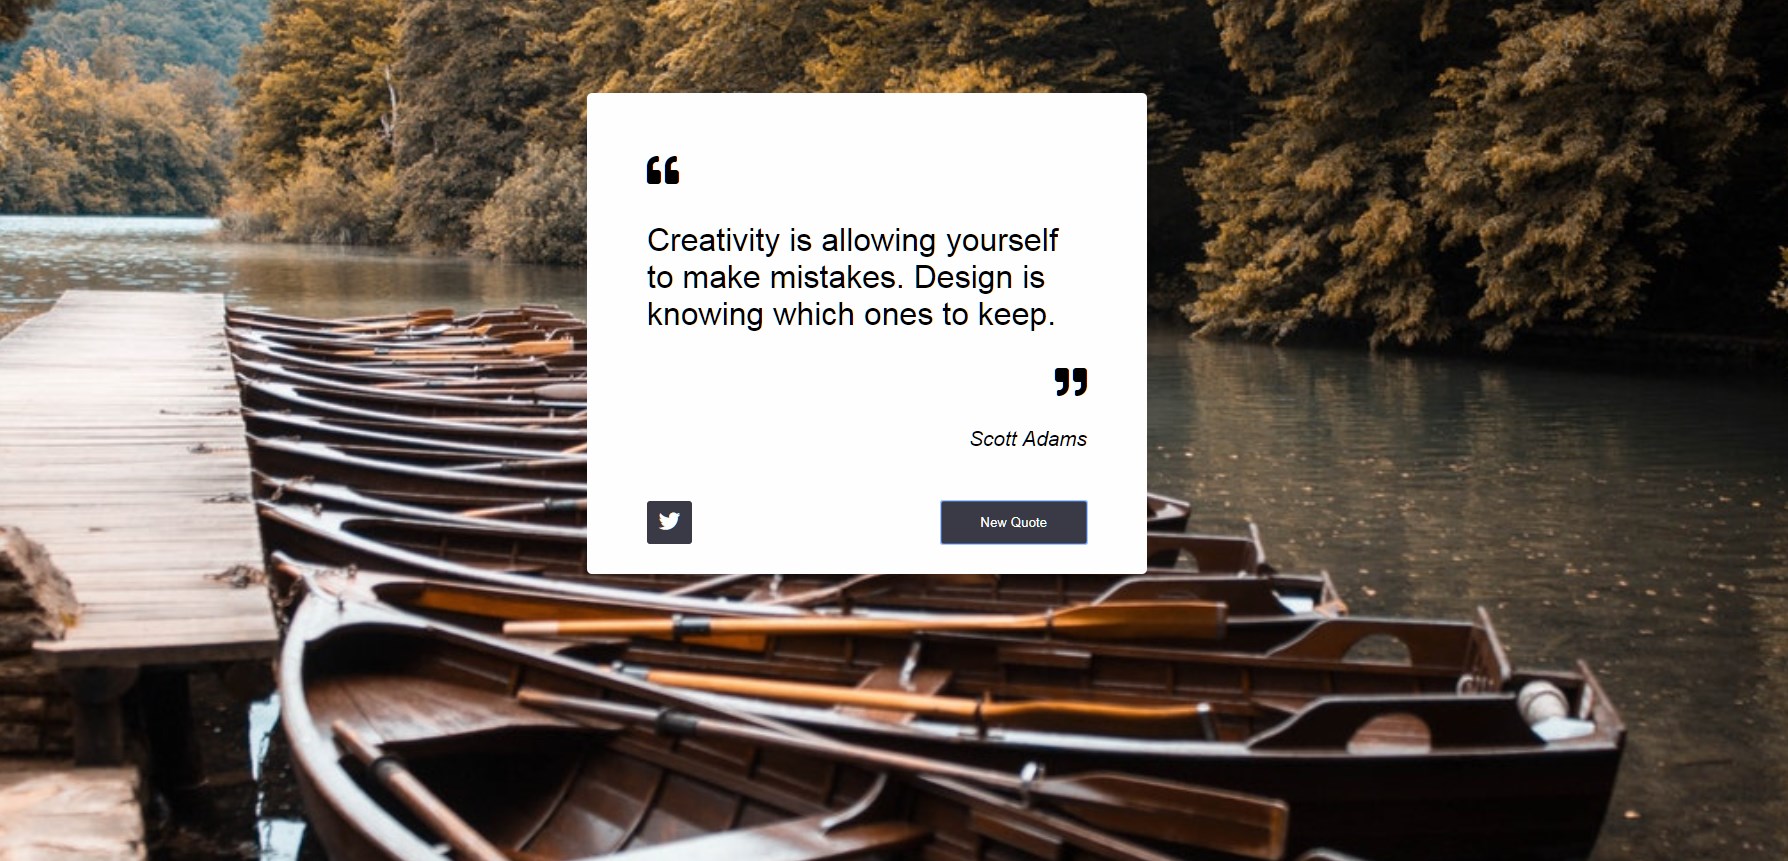 “
Creativity is allowing yourself
to make mistakes. Design is
knowing which ones to keep.
”
Scott Adams
New Quote